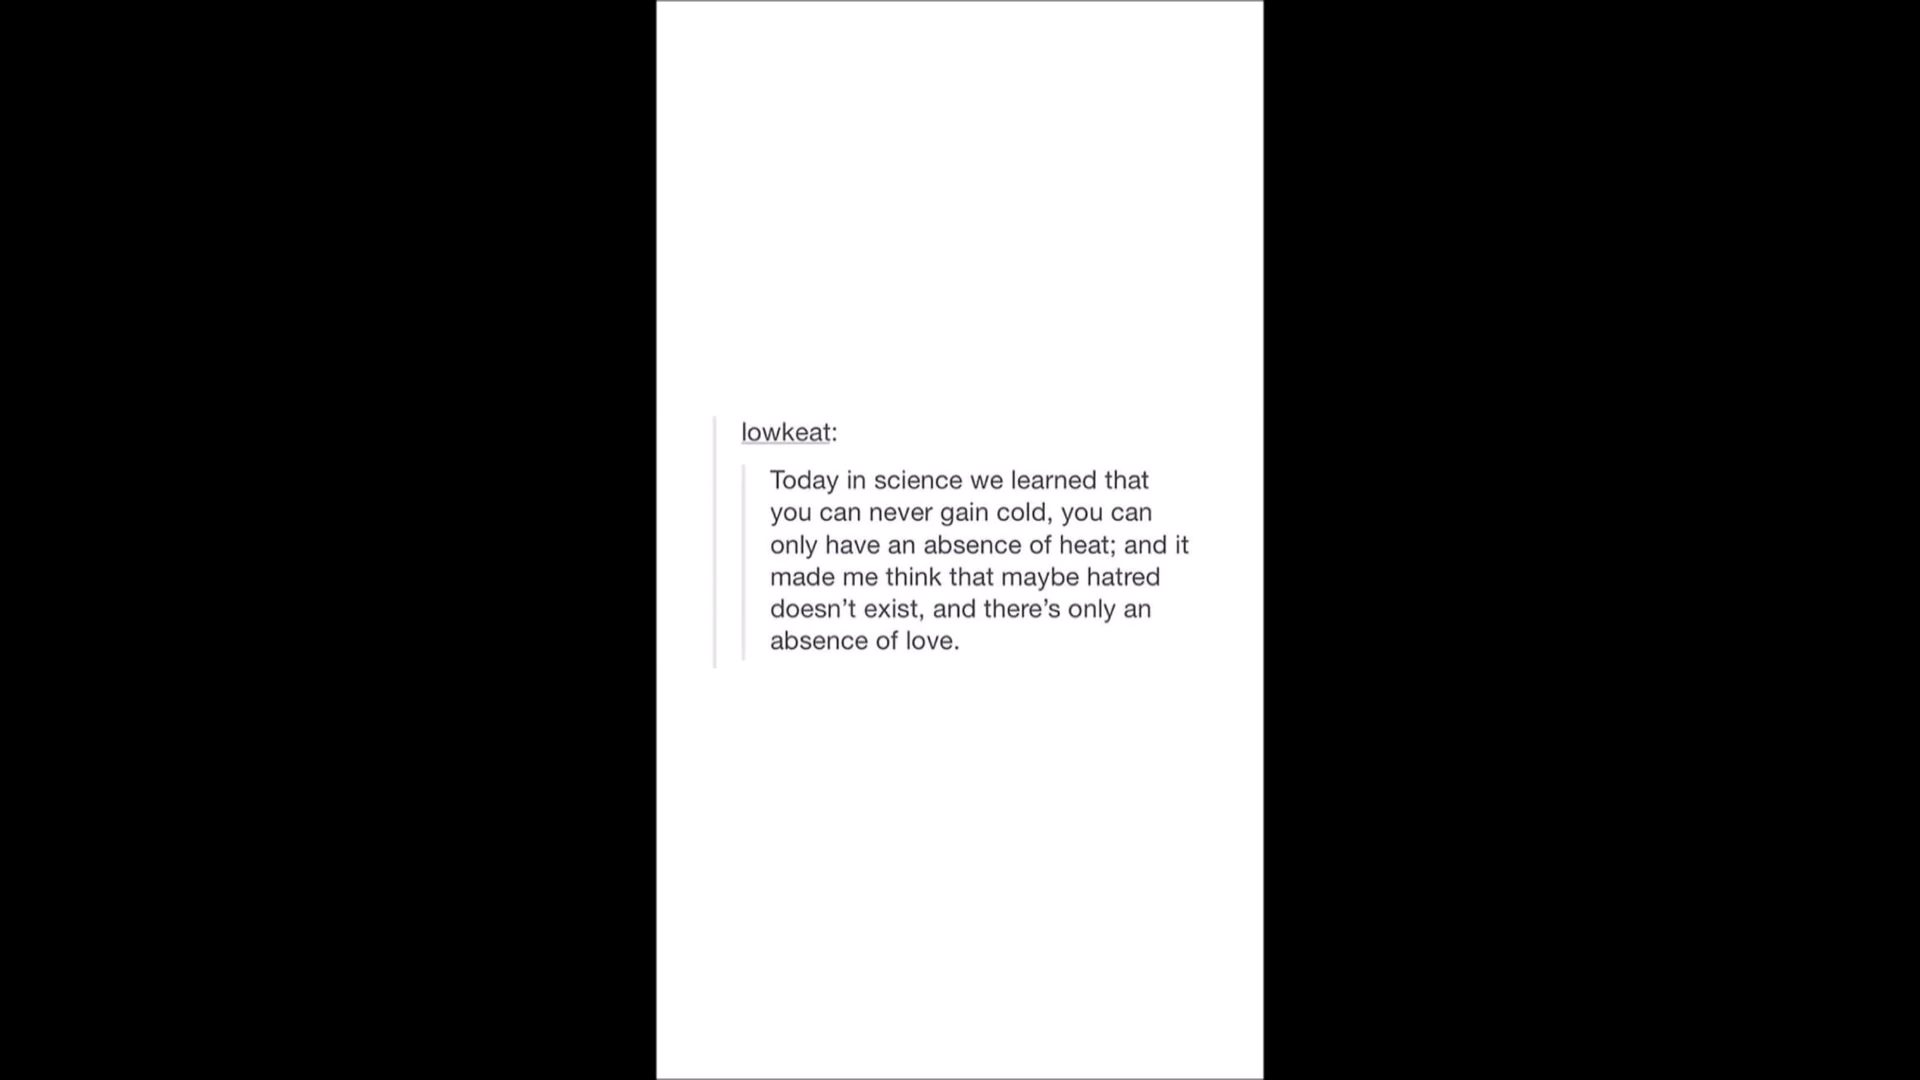 lowkeat:
Today in science we learned that
you can never gain cold, you can
only have an absence of heat; and it
made me think that maybe hatred
doesn’t exist, and there’s only an
absence of love.